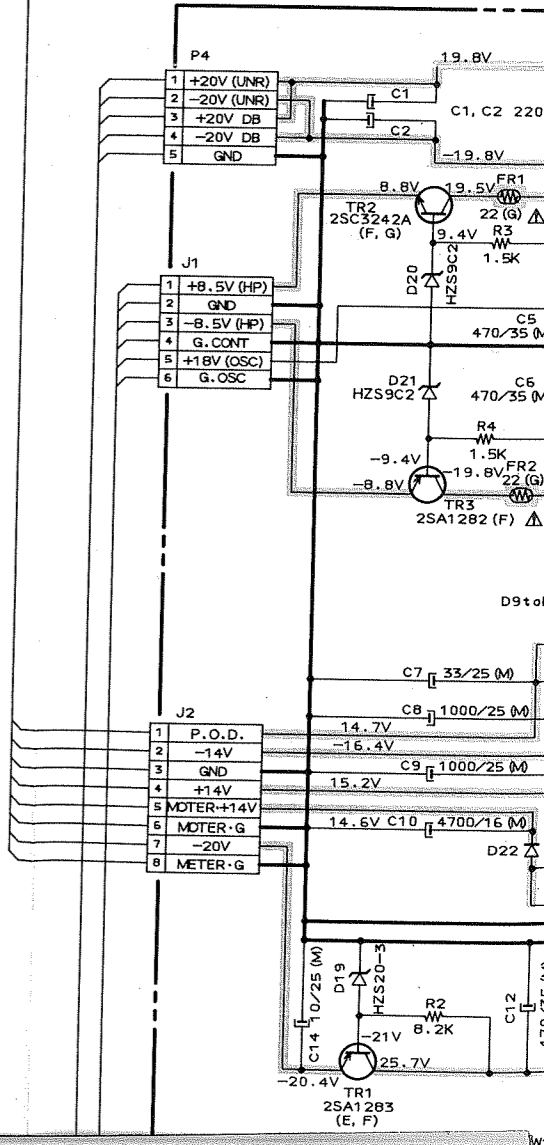 P4
1 +20V (UNR)
2 -20V (UNR)
3 +20V DB
4 -20V DB
5 GND
19.8V
C1
C1, C2 220
C2
-19.8V
8.8V
19.5V
FR1
22 (G)
TR2
2SC3242A
(F, G)
9.4V
R3
1.5K
D20
HZS9C2
J1
1 +8.5V (HP)
2 GND
3 -8.5V (HP)
4 G.CONT
5 +18V (OSC)
6 G.OSC
C5
470/35 (M
D21
HZS9C2
C6
470/35 (M
R4
1.5K
-9.4V
-19.8V
FR2
22 (G)
-8.8V
TR3
2SA1282 (F)
D9to
C7 33/25 (M)
C8 1000/25 (M)
J2
1 P.O.D.
2 -14V
3 GND
4 +14V
5 MOTER·+14V
6 MOTER·G
7 -20V
8 METER·G
14.7V
-16.4V
C9 1000/25 (M)
15.2V
14.6V C10 4700/16 (M)
D22
C14 10/25 (M)
D19
HZS20-3
R2
8.2K
C12
-21V
25.7V
-20.4V
TR1
2SA1283
(E, F)